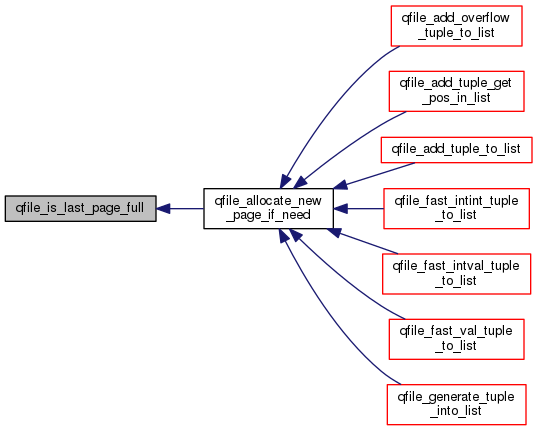 qfile_is_last_page_full
qfile_allocate_new
_page_if_need
qfile_add_overflow
_tuple_to_list
qfile_add_tuple_get
_pos_in_list
qfile_add_tuple_to_list
qfile_fast_intint_tuple
_to_list
qfile_fast_intval_tuple
_to_list
qfile_fast_val_tuple
_to_list
qfile_generate_tuple
_into_list